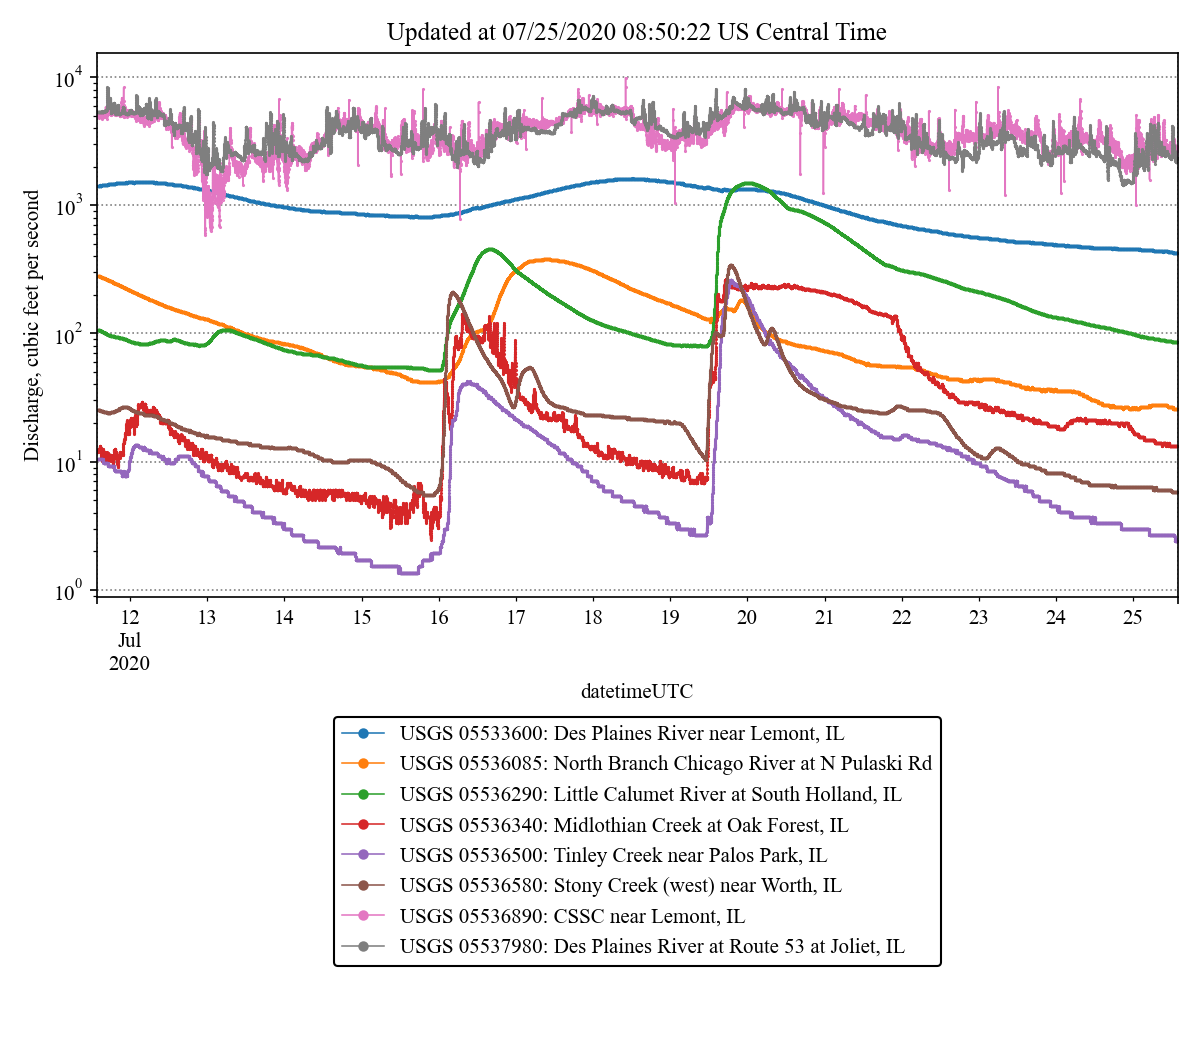 Updated at 07/25/2020 08:50:22 US Central Time
Discharge, cubic feet per second
10^4
10^3
10^2
10^1
10^0
12 13 14 15 16 17 18 19 20 21 22 23 24 25
Jul
2020
datetimeUTC
USGS 05533600: Des Plaines River near Lemont, IL
USGS 05536085: North Branch Chicago River at N Pulaski Rd
USGS 05536290: Little Calumet River at South Holland, IL
USGS 05536340: Midlothian Creek at Oak Forest, IL
USGS 05536500: Tinley Creek near Palos Park, IL
USGS 05536580: Stony Creek (west) near Worth, IL
USGS 05536890: CSSC near Lemont, IL
USGS 05537980: Des Plaines River at Route 53 at Joliet, IL